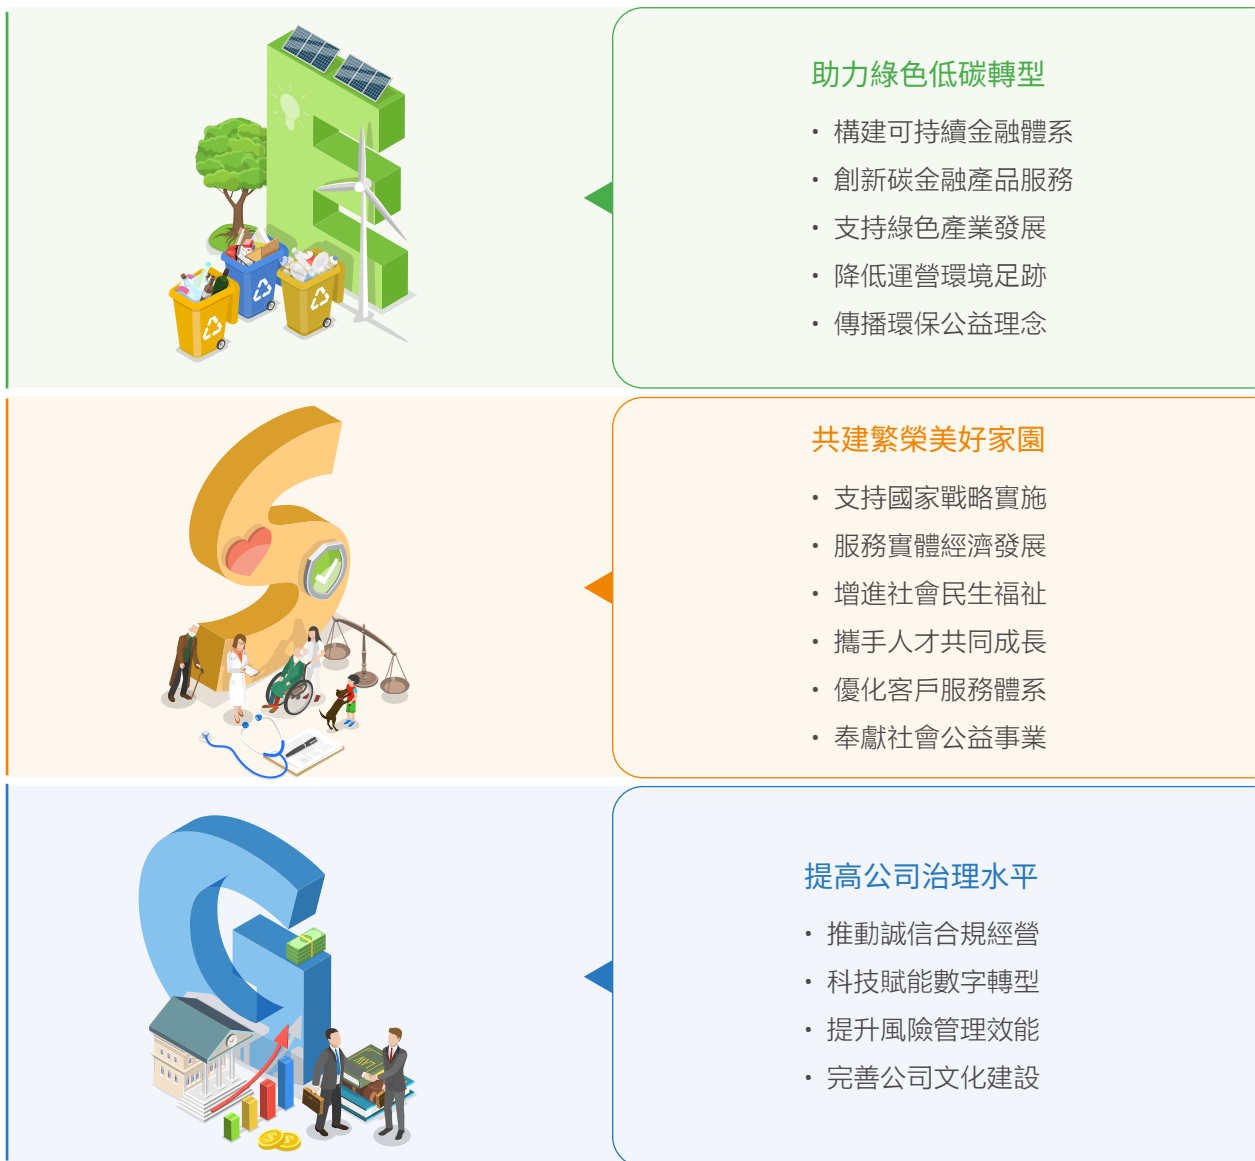 E
助力綠色低碳轉型
• 構建可持續金融體系
• 創新碳金融產品服務
• 支持綠色產業發展
• 降低運營環境足跡
• 傳播環保公益理念
S
共建繁榮美好家園
• 支持國家戰略實施
• 服務實體經濟發展
• 增進社會民生福祉
• 攜手人才共同成長
• 優化客戶服務體系
• 奉獻社會公益事業
G
提高公司治理水平
• 推動誠信合規經營
• 科技賦能數字轉型
• 提升風險管理效能
• 完善公司文化建設
LAW